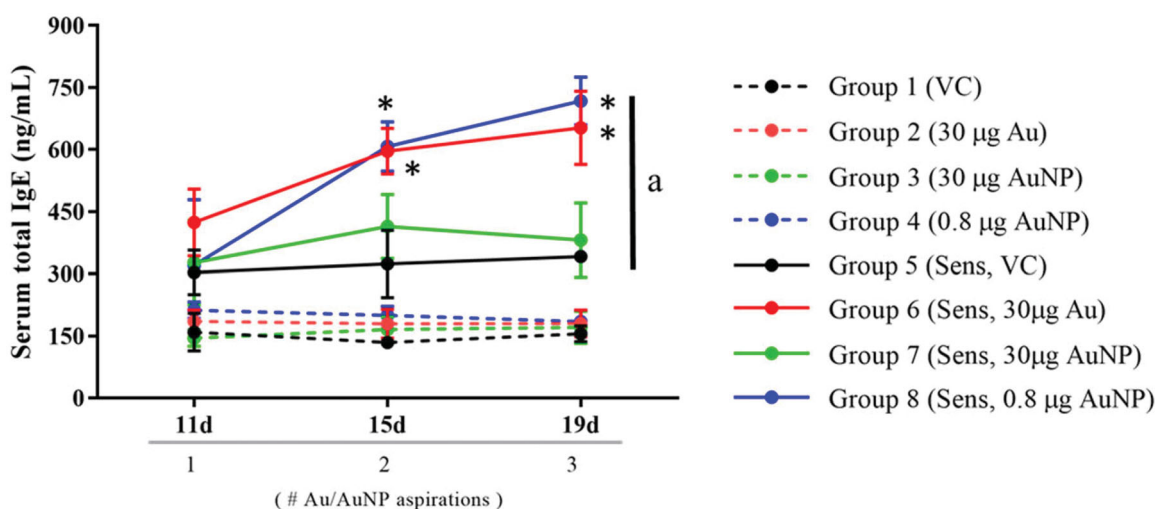 Serum total IgE (ng/mL)
900
750
600
450
300
150
0
*
*
*
*
a
11d 15d 19d
1 2 3
( # Au/AuNP aspirations )
Group 1 (VC)
Group 2 (30 µg Au)
Group 3 (30 µg AuNP)
Group 4 (0.8 µg AuNP)
Group 5 (Sens, VC)
Group 6 (Sens, 30µg Au)
Group 7 (Sens, 30µg AuNP)
Group 8 (Sens, 0.8 µg AuNP)